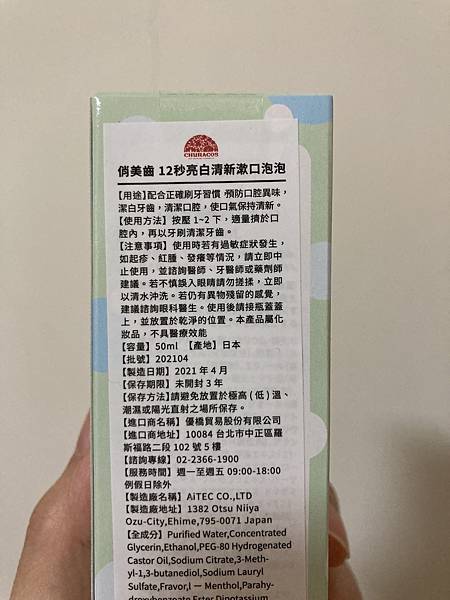 CHURACOS
俏美齒 12秒亮白清新漱口泡泡
【用途】配合正確刷牙習慣,預防口腔異味,
潔白牙齒,清潔口腔,使口氣保持清新。
【使用方法】 按壓 1~2 下,適量擠於口
腔內,再以牙刷清潔牙齒。
【注意事項】 使用時若有過敏症狀發生,
如起疹、紅腫、發癢等情況,請立即中
止使用,並諮詢醫師、牙醫師或藥劑師
建議。若不慎誤入眼睛請勿搓揉,立即
以清水沖洗。若仍有異物殘留的感覺,
建議諮詢眼科醫生。使用後請接瓶蓋蓋
上,並放置於乾淨的位置。本產品屬化
妝品,不具醫療效能
【容量】 50ml 【產地】日本
【批號】 202104
【製造日期】 2021 年 4 月
【保存期限】 未開封 3 年
【保存方法】請避免放置於極高 ( 低 ) 溫、
潮濕或陽光直射之場所保存。
【進口商名稱】優橋貿易股份有限公司
【進口商地址】 10084 台北市中正區羅
斯福路二段 102 號 5 樓
【諮詢專線】 02-2366-1900
【服務時間】 週一至週五 09:00-18:00
例假日除外
【製造廠名稱】AiTEC CO.,LTD
【製造廠地址】 1382 Otsu Niiya
Ozu-City,Ehime,795-0071 Japan
【全成分】 Purified Water,Concentrated
Glycerin,Ethanol,PEG-80 Hydrogenated
Castor Oil,Sodium Citrate,3-Meth-
yl-1,3-butanediol,Sodium Lauryl
Sulfate,Fravor,l — Menthol,Parahy-
droxybenzoate Ester,Dipotassium